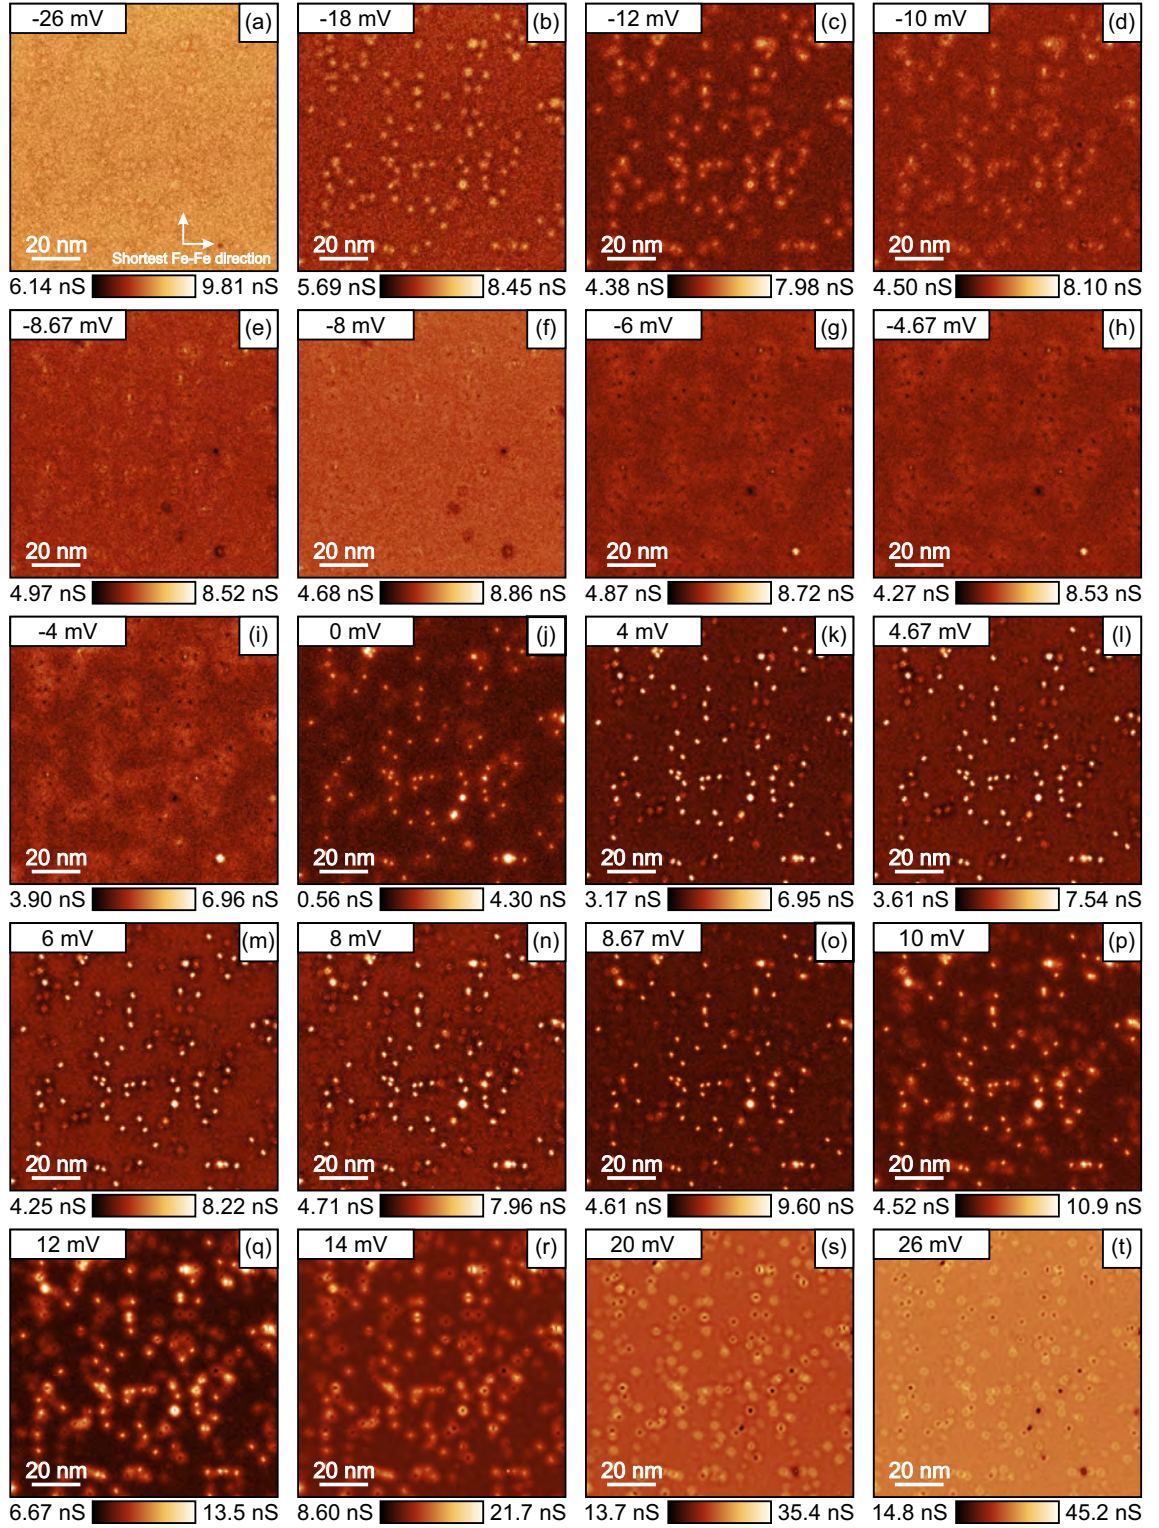 -26 mV (a)
-18 mV (b)
-12 mV (c)
-10 mV (d)
Shortest Fe-Fe direction
20 nm
20 nm
20 nm
20 nm
6.14 nS 9.81 nS
5.69 nS 8.45 nS
4.38 nS 7.98 nS
4.50 nS 8.10 nS
-8.67 mV (e)
-8 mV (f)
-6 mV (g)
-4.67 mV (h)
20 nm
20 nm
20 nm
20 nm
4.97 nS 8.52 nS
4.68 nS 8.86 nS
4.87 nS 8.72 nS
4.27 nS 8.53 nS
-4 mV (i)
0 mV (j)
4 mV (k)
4.67 mV (l)
20 nm
20 nm
20 nm
20 nm
3.90 nS 6.96 nS
0.56 nS 4.30 nS
3.17 nS 6.95 nS
3.61 nS 7.54 nS
6 mV (m)
8 mV (n)
8.67 mV (o)
10 mV (p)
20 nm
20 nm
20 nm
20 nm
4.25 nS 8.22 nS
4.71 nS 7.96 nS
4.61 nS 9.60 nS
4.52 nS 10.9 nS
12 mV (q)
14 mV (r)
20 mV (s)
26 mV (t)
20 nm
20 nm
20 nm
20 nm
6.67 nS 13.5 nS
8.60 nS 21.7 nS
13.7 nS 35.4 nS
14.8 nS 45.2 nS